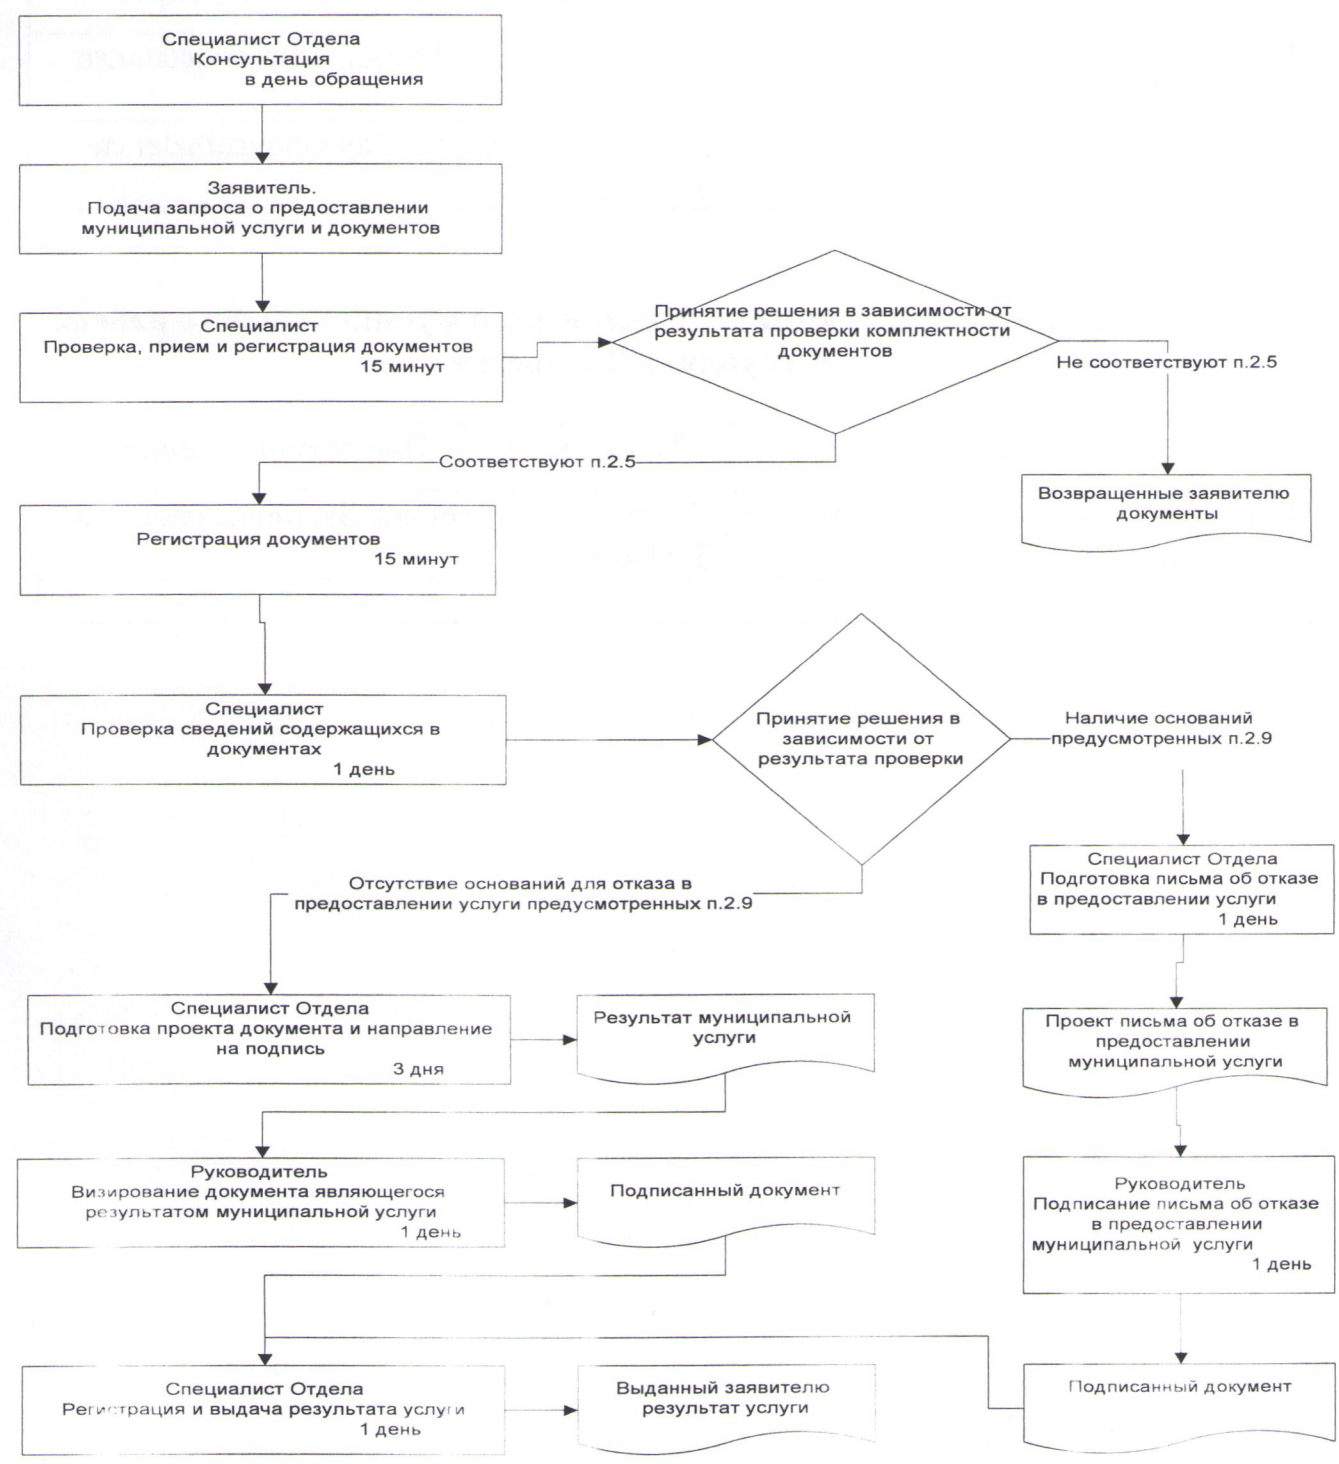 Специалист Отдела
Консультация
в день обращения
Заявитель.
Подача запроса о предоставлении
муниципальной услуги и документов
Специалист
Проверка, прием и регистрация документов
15 минут
Принятие решения в зависимости от
результата проверки комплектности
документов
Не соответствуют п.2.5
Соответствуют п.2.5
Возвращенные заявителю
документы
Регистрация документов
15 минут
Специалист
Проверка сведений содержащихся в
документах
1 день
Принятие решения в
зависимости от
результата проверки
Наличие оснований
предусмотренных п.2.9
Отсутствие оснований для отказа в
предоставлении услуги предусмотренных п.2.9
Специалист Отдела
Подготовка письма об отказе
в предоставлении услуги
1 день
Специалист Отдела
Подготовка проекта документа и направление
на подпись
3 дня
Результат муниципальной
услуги
Проект письма об отказе в
предоставлении
муниципальной услуги
Руководитель
Визирование документа являющегося
результатом муниципальной услуги
1 день
Подписанный документ
Руководитель
Подписание письма об отказе
в предоставлении
муниципальной услуги
1 день
Специалист Отдела
Регистрация и выдача результата услуги
1 день
Выданный заявителю
результат услуги
Подписанный документ